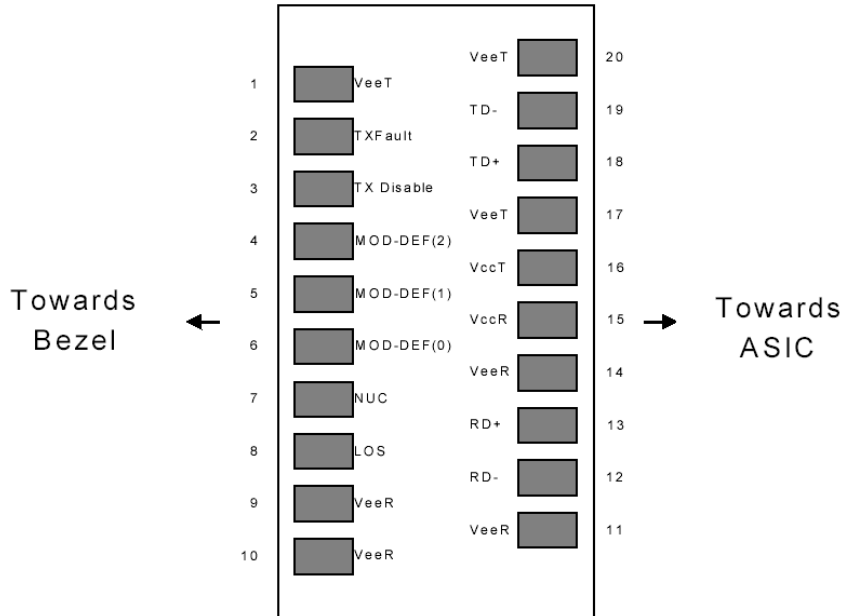 1 VeeT
2 TXFault
3 TX Disable
4 MOD-DEF(2)
5 MOD-DEF(1)
6 MOD-DEF(0)
7 NUC
8 LOS
9 VeeR
10 VeeR
VeeT 20
TD- 19
TD+ 18
VeeT 17
VccT 16
VccR 15
VeeR 14
RD+ 13
RD- 12
VeeR 11
Towards
Bezel
Towards
ASIC